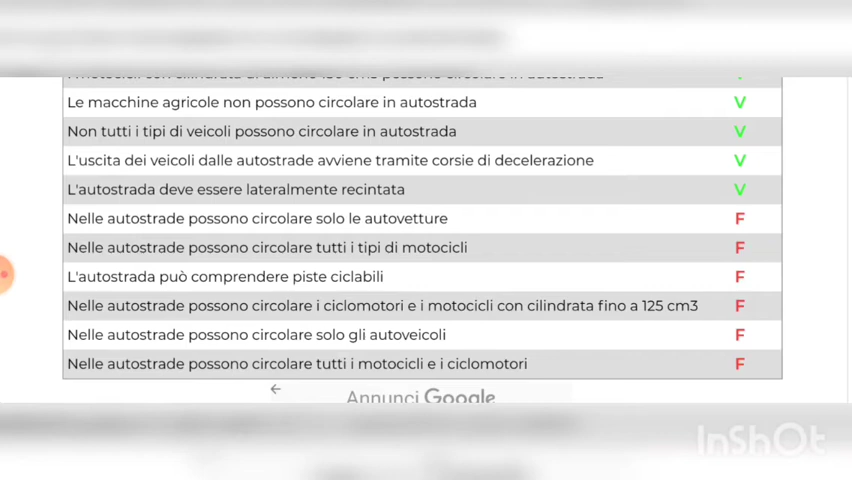 Le macchine agricole non possono circolare in autostrada V
Non tutti i tipi di veicoli possono circolare in autostrada V
L'uscita dei veicoli dalle autostrade avviene tramite corsie di decelerazione V
L'autostrada deve essere lateralmente recintata V
Nelle autostrade possono circolare solo le autovetture F
Nelle autostrade possono circolare tutti i tipi di motocicli F
L'autostrada può comprendere piste ciclabili F
Nelle autostrade possono circolare i ciclomotori e i motocicli con cilindrata fino a 125 cm3 F
Nelle autostrade possono circolare solo gli autoveicoli F
Nelle autostrade possono circolare tutti i motocicli e i ciclomotori F
Annunci Google
InShOt